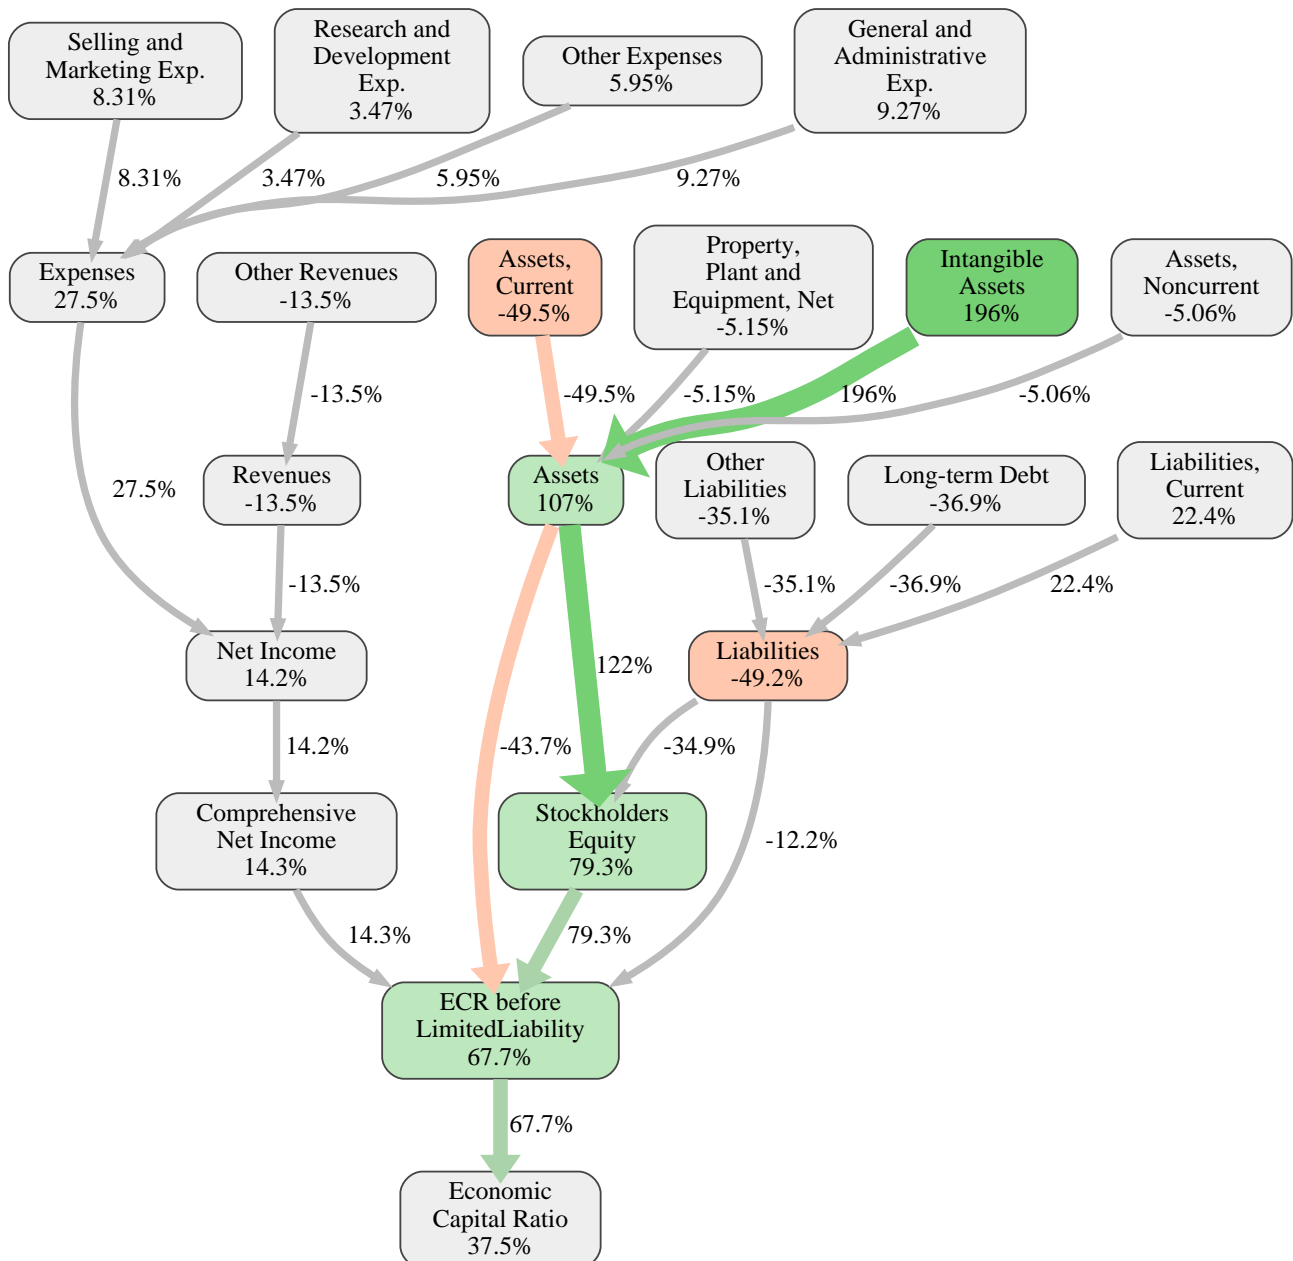 Selling and
Marketing Exp.
8.31%
Research and
Development
Exp.
3.47%
Other Expenses
5.95%
General and
Administrative
Exp.
9.27%
8.31%
3.47%
5.95%
9.27%
Expenses
27.5%
Other Revenues
-13.5%
Assets,
Current
-49.5%
Property,
Plant and
Equipment, Net
-5.15%
Intangible
Assets
196%
Assets,
Noncurrent
-5.06%
-13.5%
-49.5%
-5.15%
196%
-5.06%
27.5%
Revenues
-13.5%
Assets
107%
Other
Liabilities
-35.1%
Long-term Debt
-36.9%
Liabilities,
Current
22.4%
-13.5%
-35.1%
-36.9%
22.4%
Net Income
14.2%
122%
Liabilities
-49.2%
14.2%
-43.7%
-34.9%
Comprehensive
Net Income
14.3%
Stockholders
Equity
79.3%
-12.2%
14.3%
79.3%
ECR before
LimitedLiability
67.7%
67.7%
Economic
Capital Ratio
37.5%